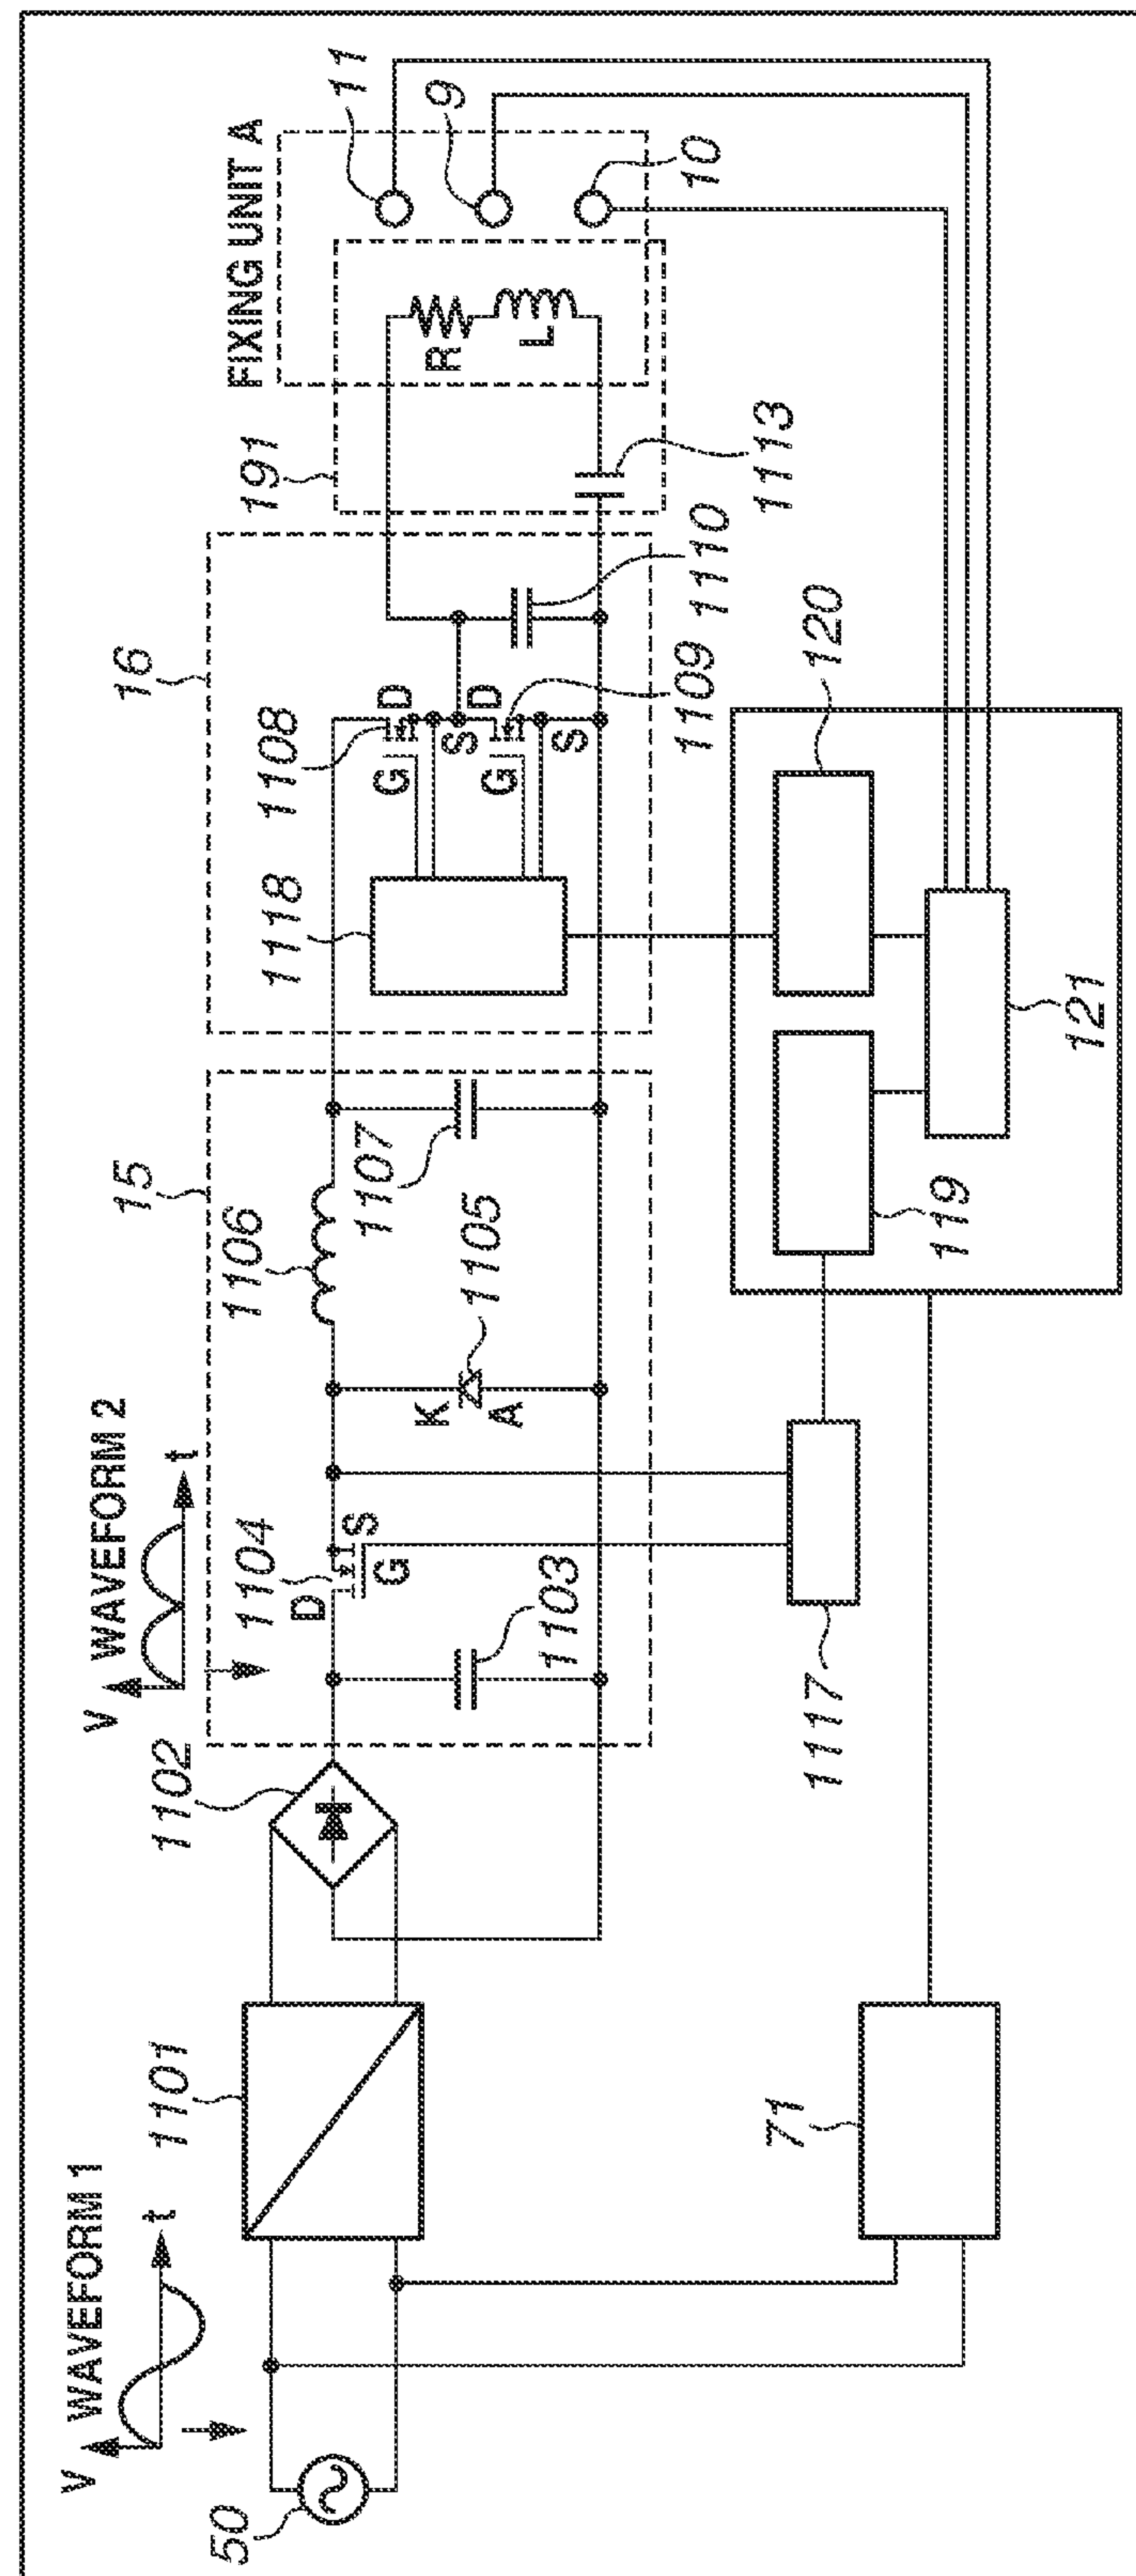 WAVEFORM 1
V
t
50
1101
71
WAVEFORM 2
V
t
1102
15
1104
D
S
G
1103
1106
K
A
1105
1107
1117
16
1108
D
G
S
D
G
S
1118
1109
1110
191
1113
FIXING UNIT A
R
L
11
9
10
119
120
121